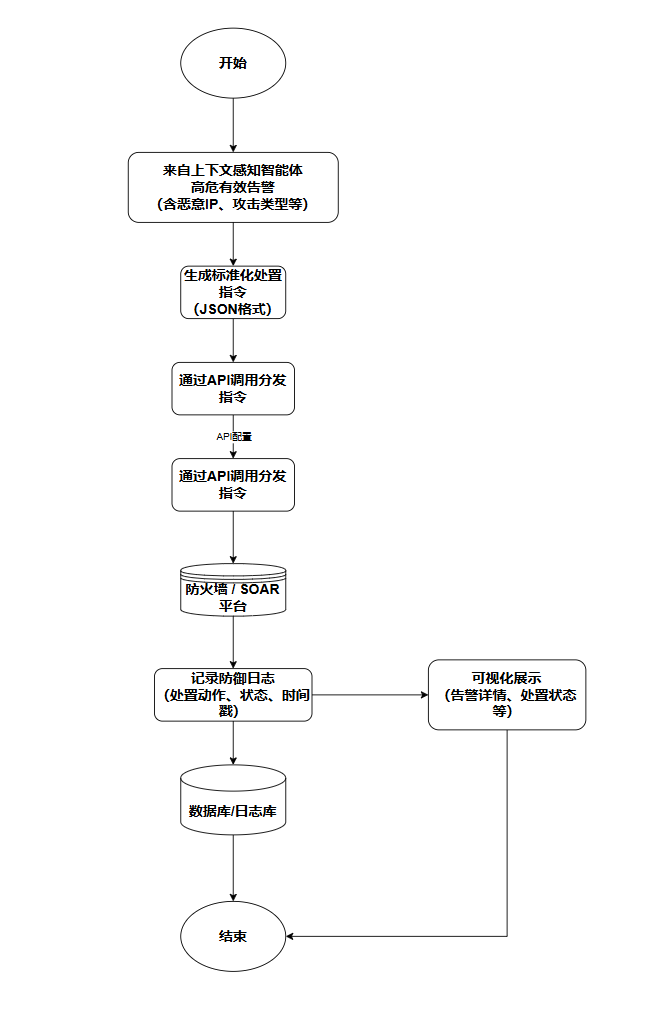 开始
来自上下文感知智能体
高危有效告警
（含恶意IP、攻击类型等）
生成标准化处置
指令
（JSON格式）
通过API调用分发
指令
API配置
通过API调用分发
指令
防火墙 / SOAR
平台
记录防御日志
（处置动作、状态、时间
戳）
可视化展示
（告警详情、处置状态
等）
数据库/日志库
结束